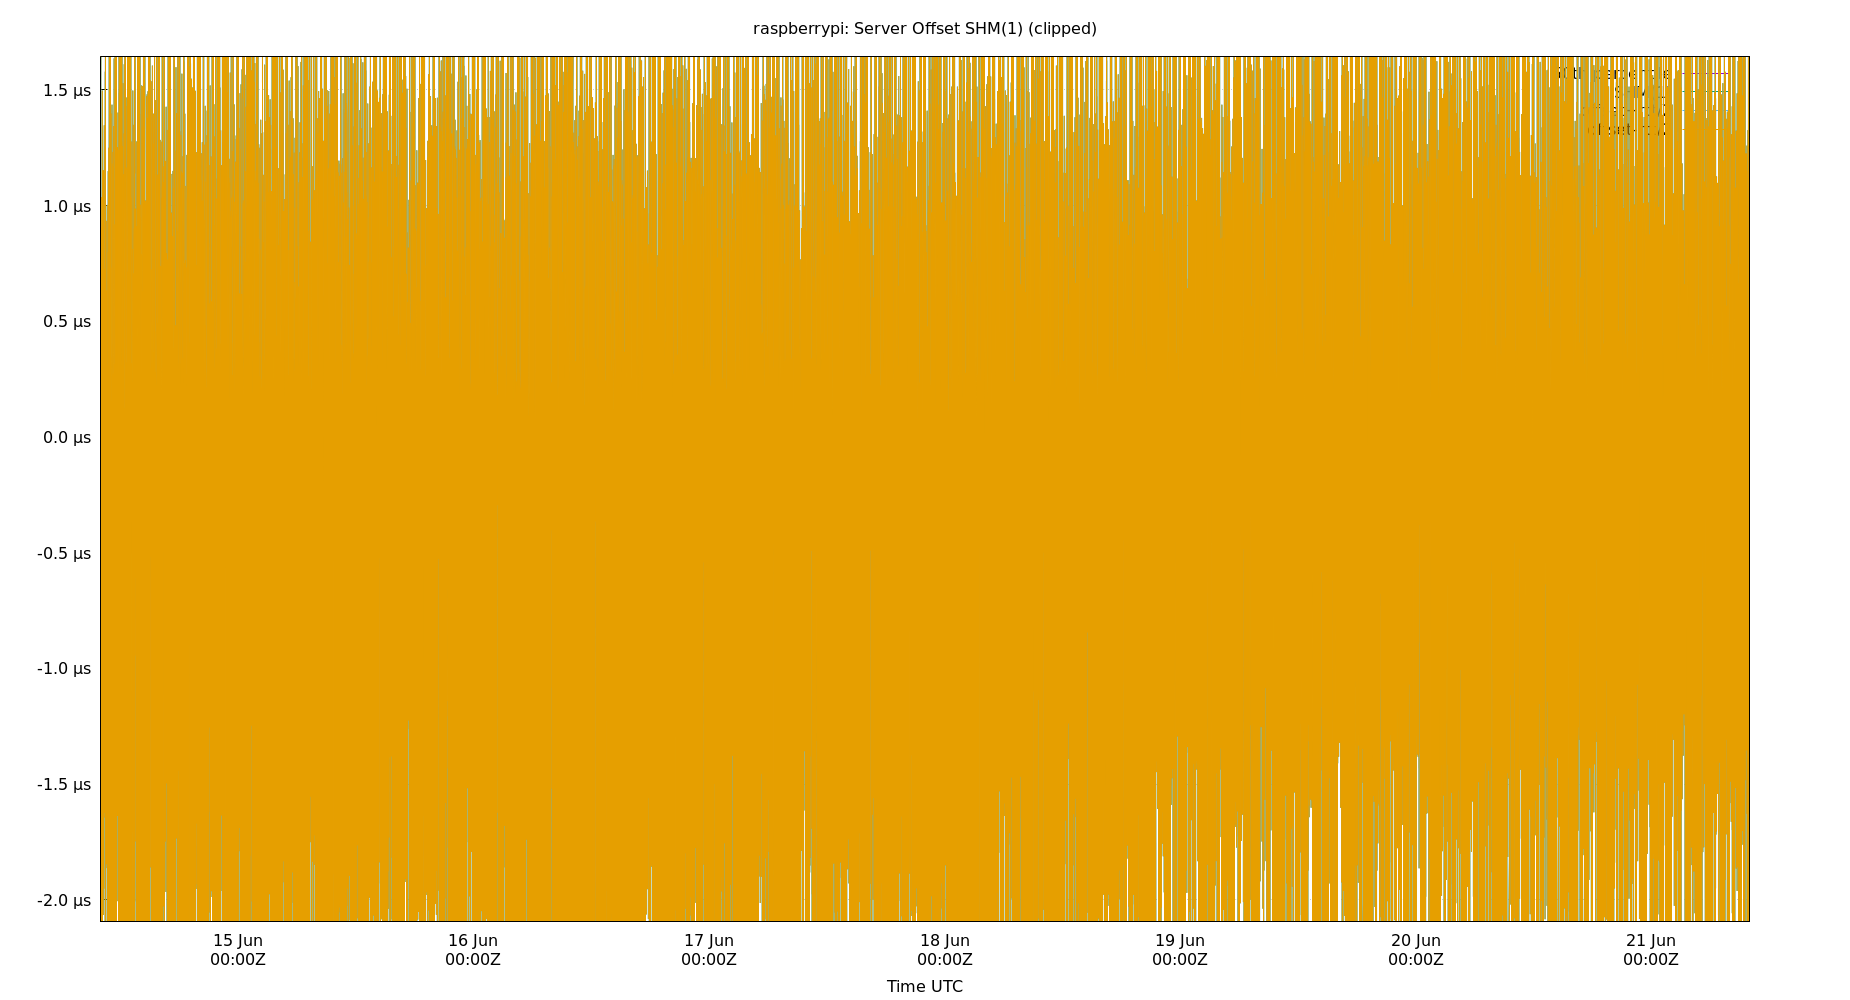 raspberrypi: Server Offset SHM(1) (clipped)
1.5 µs
1.0 µs
0.5 µs
0.0 µs
-0.5 µs
-1.0 µs
-1.5 µs
-2.0 µs
15 Jun 16 Jun 17 Jun 18 Jun 19 Jun 20 Jun 21 Jun
00:00Z 00:00Z 00:00Z 00:00Z 00:00Z 00:00Z 00:00Z
Time UTC